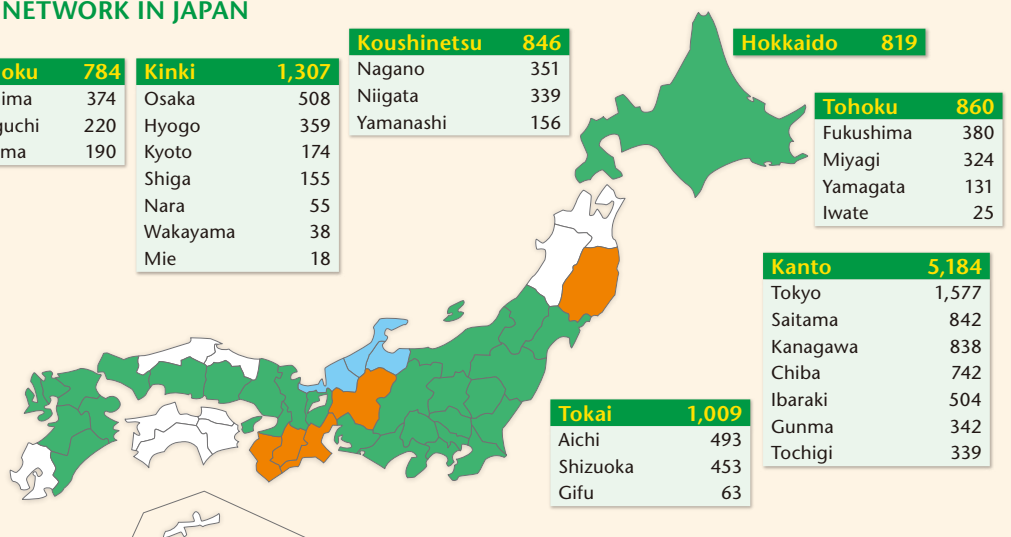 NETWORK IN JAPAN
oku 784
ima 374
guchi 220
ma 190
Kinki 1,307
Osaka 508
Hyogo 359
Kyoto 174
Shiga 155
Nara 55
Wakayama 38
Mie 18
Koushinetsu 846
Nagano 351
Niigata 339
Yamanashi 156
Hokkaido 819
Tohoku 860
Fukushima 380
Miyagi 324
Yamagata 131
Iwate 25
Kanto 5,184
Tokyo 1,577
Saitama 842
Kanagawa 838
Chiba 742
Ibaraki 504
Gunma 342
Tochigi 339
Tokai 1,009
Aichi 493
Shizuoka 453
Gifu 63